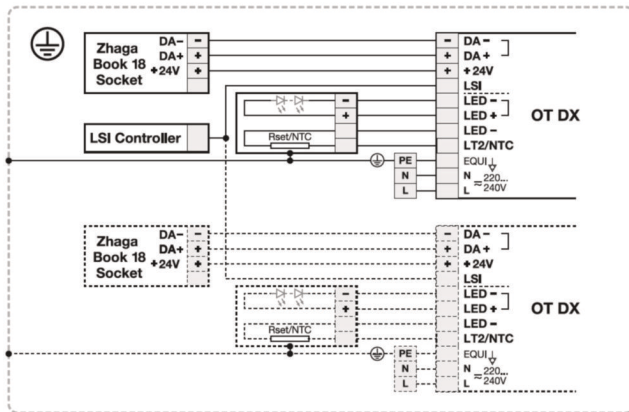 Zhaga
Book 18
Socket
DA−
DA+
+24V
−
+
+
−
+
+
DA −
DA +
+ 24V
LSI
LED −
LED +
LED −
LT2/NTC
EQUI
N
L
≂ 220...
240V
OT DX
LSI Controller
−
+
Rset/NTC
PE
N
L
Zhaga
Book 18
Socket
DA−
DA+
+24V
−
+
+
−
+
+
DA −
DA +
+ 24V
LSI
LED −
LED +
LED −
LT2/NTC
EQUI
N
L
≂ 220...
240V
OT DX
−
+
Rset/NTC
PE
N
L